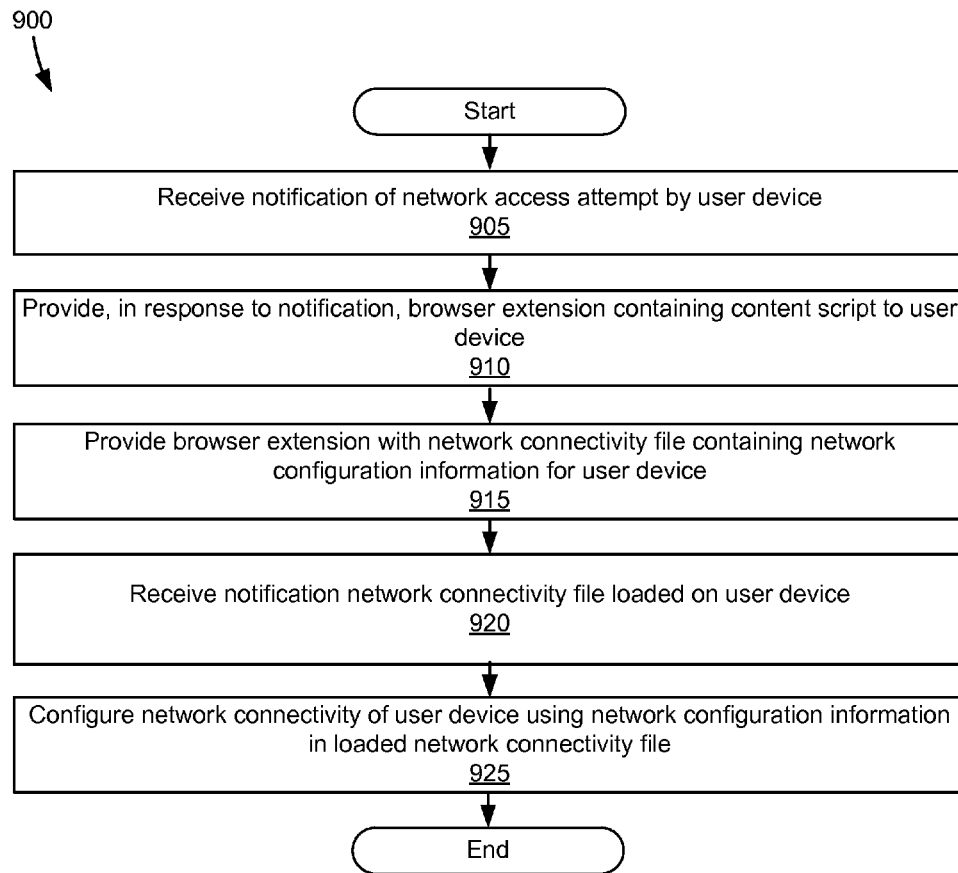 900
Start
Receive notification of network access attempt by user device
905
Provide, in response to notification, browser extension containing content script to user
device
910
Provide browser extension with network connectivity file containing network
configuration information for user device
915
Receive notification network connectivity file loaded on user device
920
Configure network connectivity of user device using network configuration information
in loaded network connectivity file
925
End